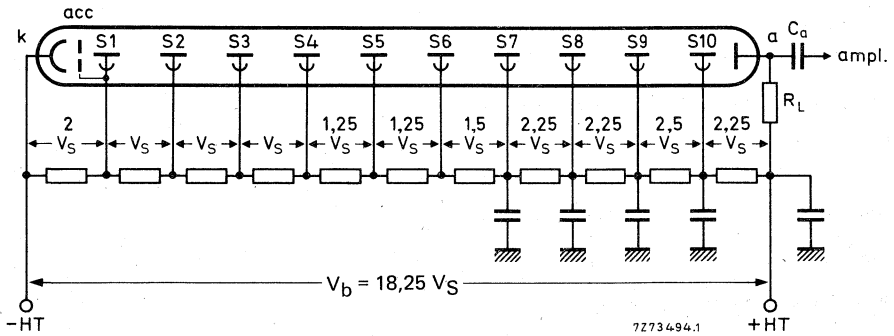 acc
k S1 S2 S3 S4 S5 S6 S7 S8 S9 S10 a Ca
ampl.
RL
2 1,25 1,25 1,5 2,25 2,25 2,5 2,25
VS VS VS VS VS VS VS VS VS VS VS
Vb = 18,25 VS
-HT 7Z73494.1 +HT